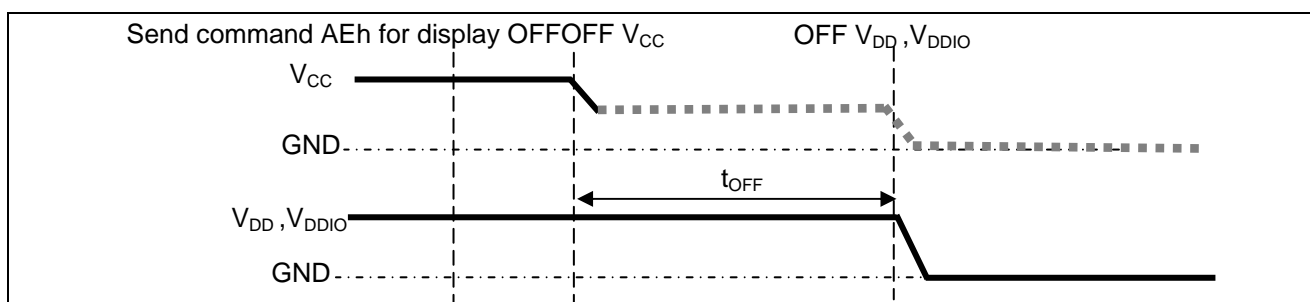 Send command AEh for display OFFOFF VCC OFF VDD ,VDDIO
VCC
GND
tOFF
VDD ,VDDIO
GND